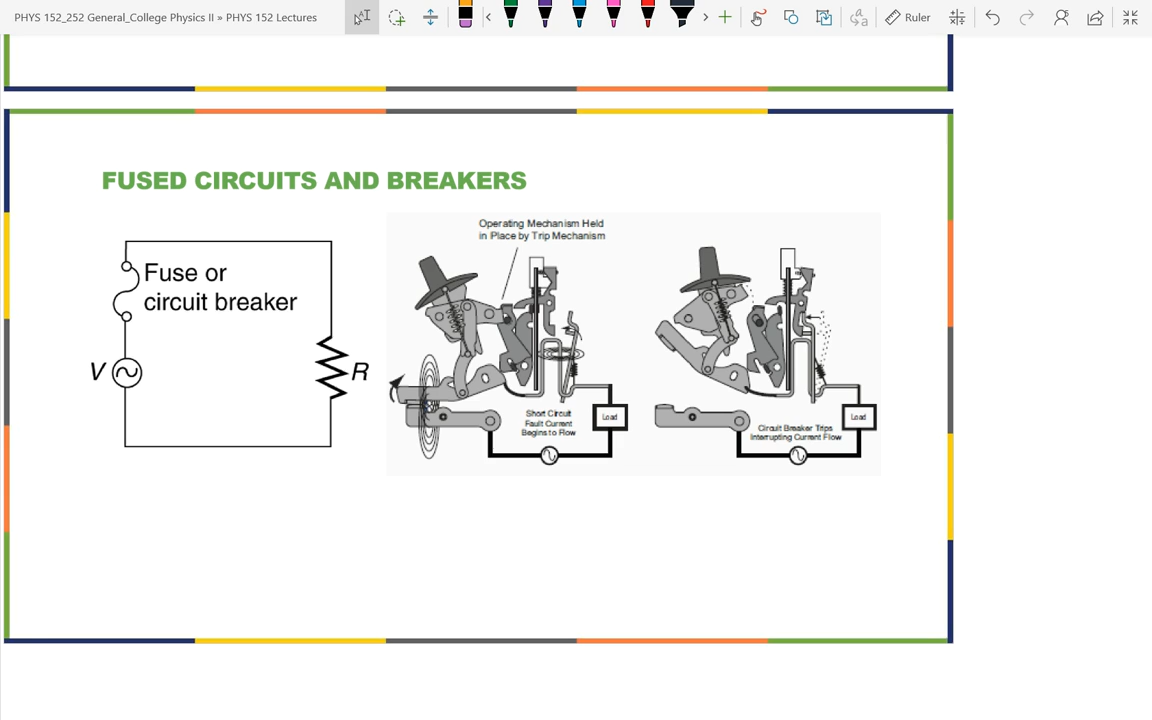 PHYS 152_252 General_College Physics II » PHYS 152 Lectures
Ruler
FUSED CIRCUITS AND BREAKERS
Fuse or
circuit breaker
V
R
Operating Mechanism Held
in Place by Trip Mechanism
Short Circuit
Fault Current
Begins to Flow
Load
Circuit Breaker Trips
Interrupting Current Flow
Load